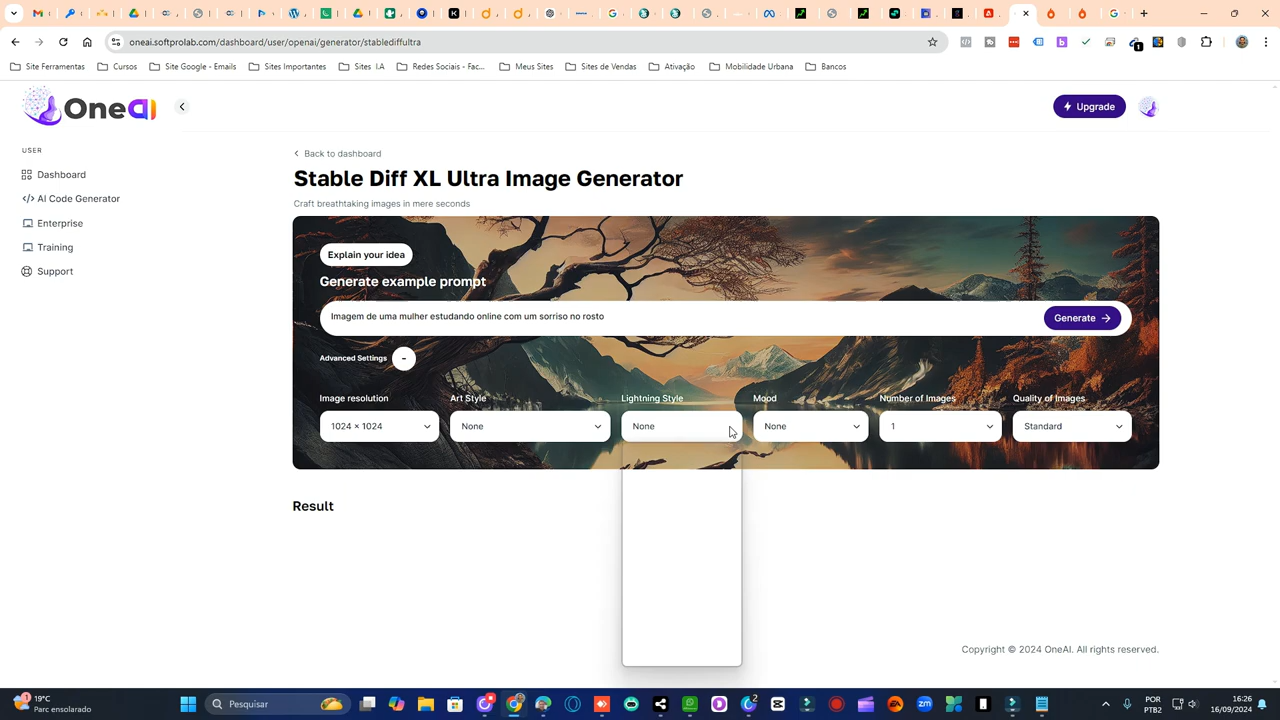 oneai.softprolab.com/dashboard/user/openai/generator/stablediffultra
Site Ferramentas
Cursos
Site Google - Emails
Sites Importantes
Sites I.A
Redes Sociais - Fac...
Meus Sites
Sites de Vendas
Ativação
Mobilidade Urbana
Bancos
OneAI
Upgrade
USER
Dashboard
AI Code Generator
Enterprise
Training
Support
Back to dashboard
Stable Diff XL Ultra Image Generator
Craft breathtaking images in mere seconds
Explain your idea
Generate example prompt
Imagem de uma mulher estudando online com um sorriso no rosto
Generate
Advanced Settings
Image resolution
Art Style
Lightning Style
Mood
Number of Images
Quality of Images
1024 × 1024
None
None
None
1
Standard
Result
Copyright © 2024 OneAI. All rights reserved.
19°C
Parc ensolarado
Pesquisar
POR
PTB2
16:26
16/09/2024